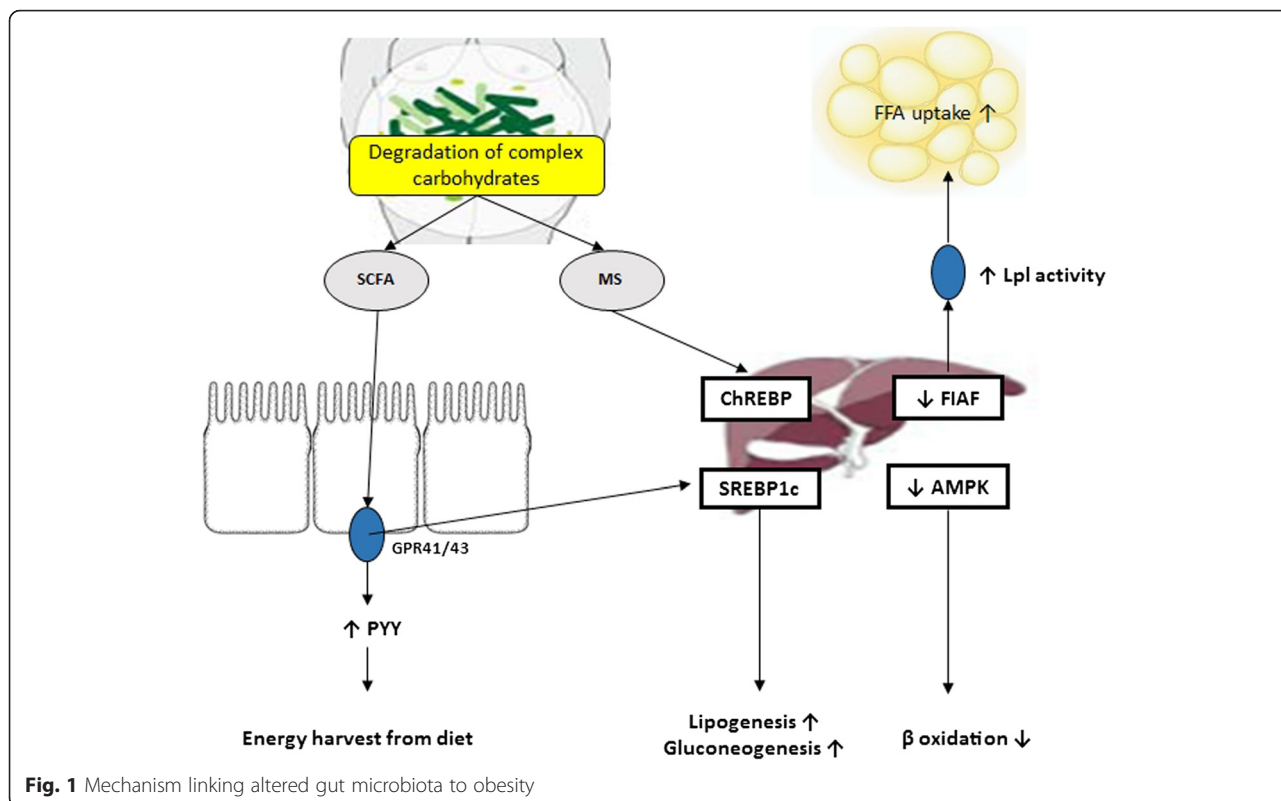 Degradation of complex
carbohydrates
FFA uptake ↑
SCFA
MS
↑ Lpl activity
ChREBP
↓ FIAF
SREBP1c
↓ AMPK
GPR41/43
↑ PYY
Energy harvest from diet
Lipogenesis ↑
Gluconeogenesis ↑
β oxidation ↓
Fig. 1 Mechanism linking altered gut microbiota to obesity